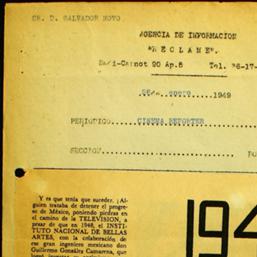 SR. D. SALVADOR NOVO
AGENCIA DE INFORMACION
"RECLAME".
Sadi-Carnot 90 Ap.8 Tel. 36-17-
enero......1949
PERIODICO......CINEMA REPORTER
SECCION
Y es que tenía que suceder. ¡Al-
guien trataba de detener el progre-
so de México, poniendo piedras en
el camino de la TELEVISION, a
pesar de que en 1948, el INSTI-
TUTO NACIONAL DE BELLAS
ARTES, con la colaboración de
ese gran ingeniero mexicano don
Guillermo González Camarena, que
194